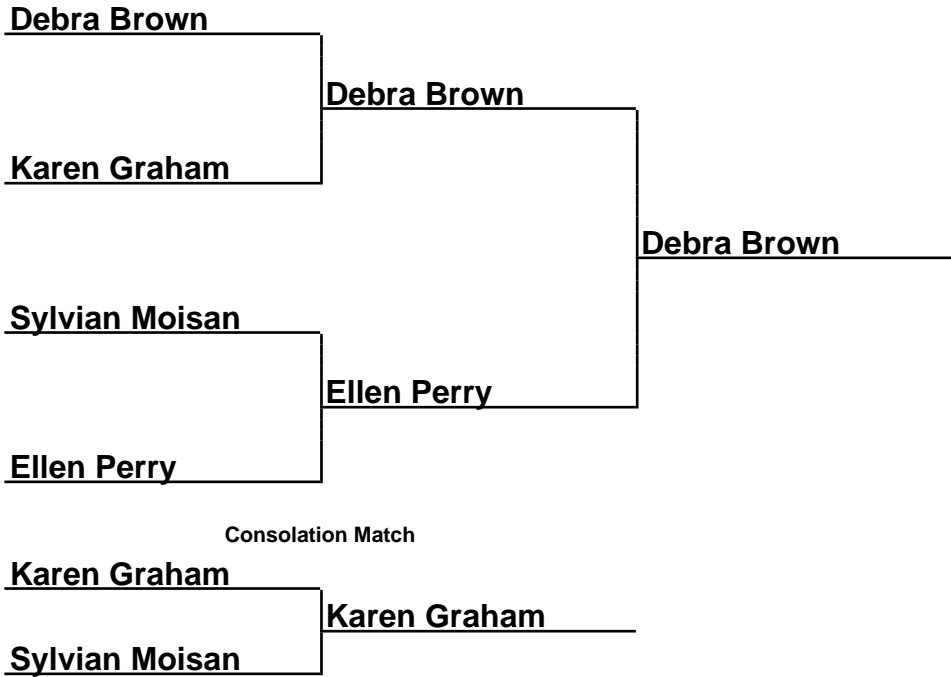 Debra Brown
Debra Brown
Karen Graham
Debra Brown
Sylvian Moisan
Ellen Perry
Ellen Perry
Consolation Match
Karen Graham
Karen Graham
Sylvian Moisan